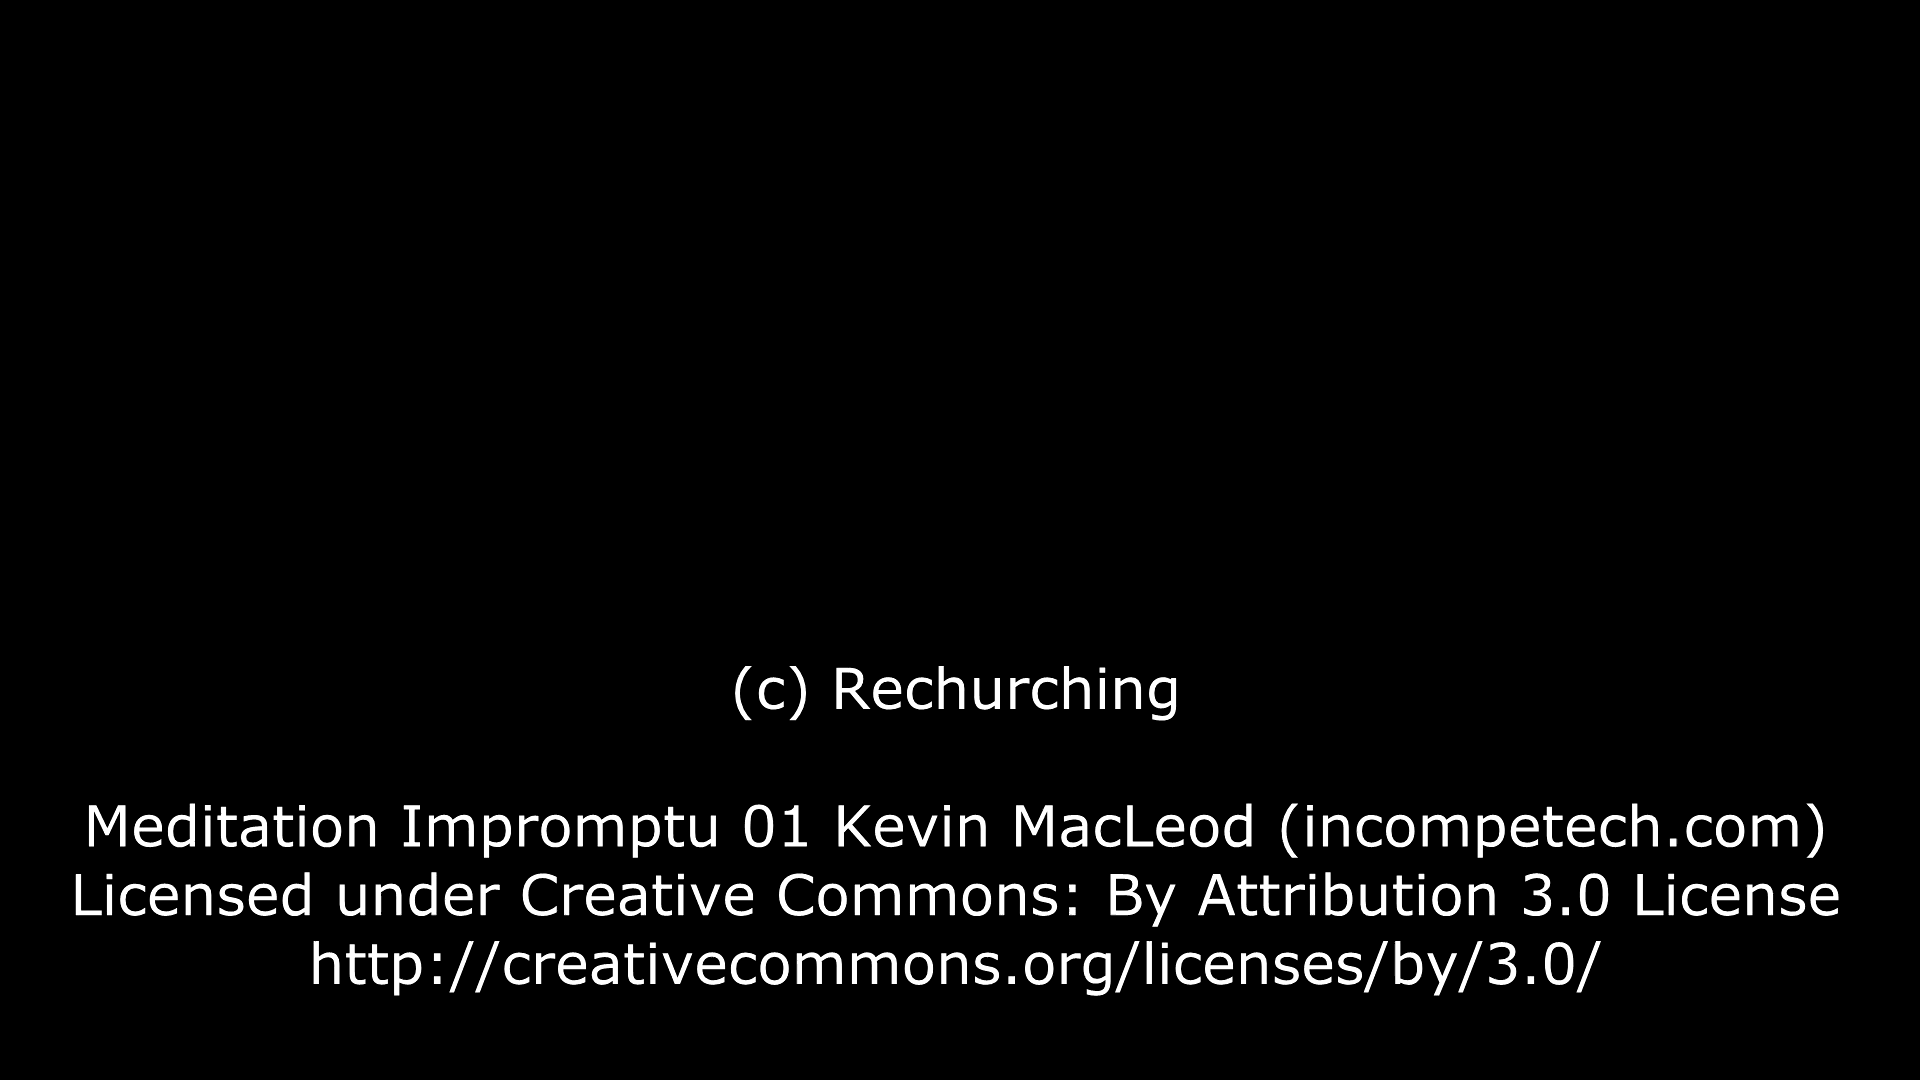 (c) Rechurching
Meditation Impromptu 01 Kevin MacLeod (incompetech.com)
Licensed under Creative Commons: By Attribution 3.0 License
http://creativecommons.org/licenses/by/3.0/